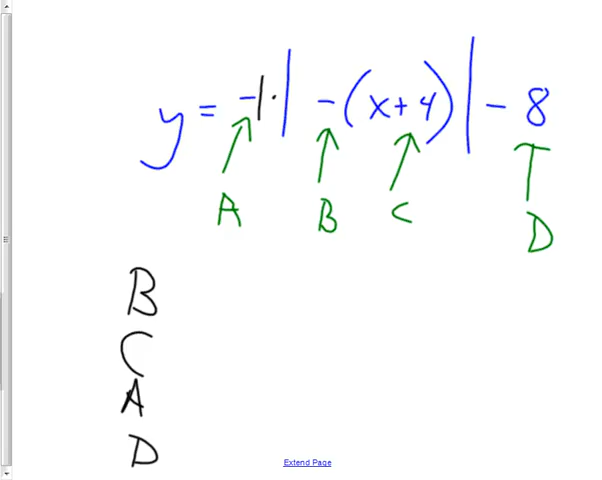 y = -1·| -(x+4)| - 8
A B C D
B
C
A
D
Extend Page